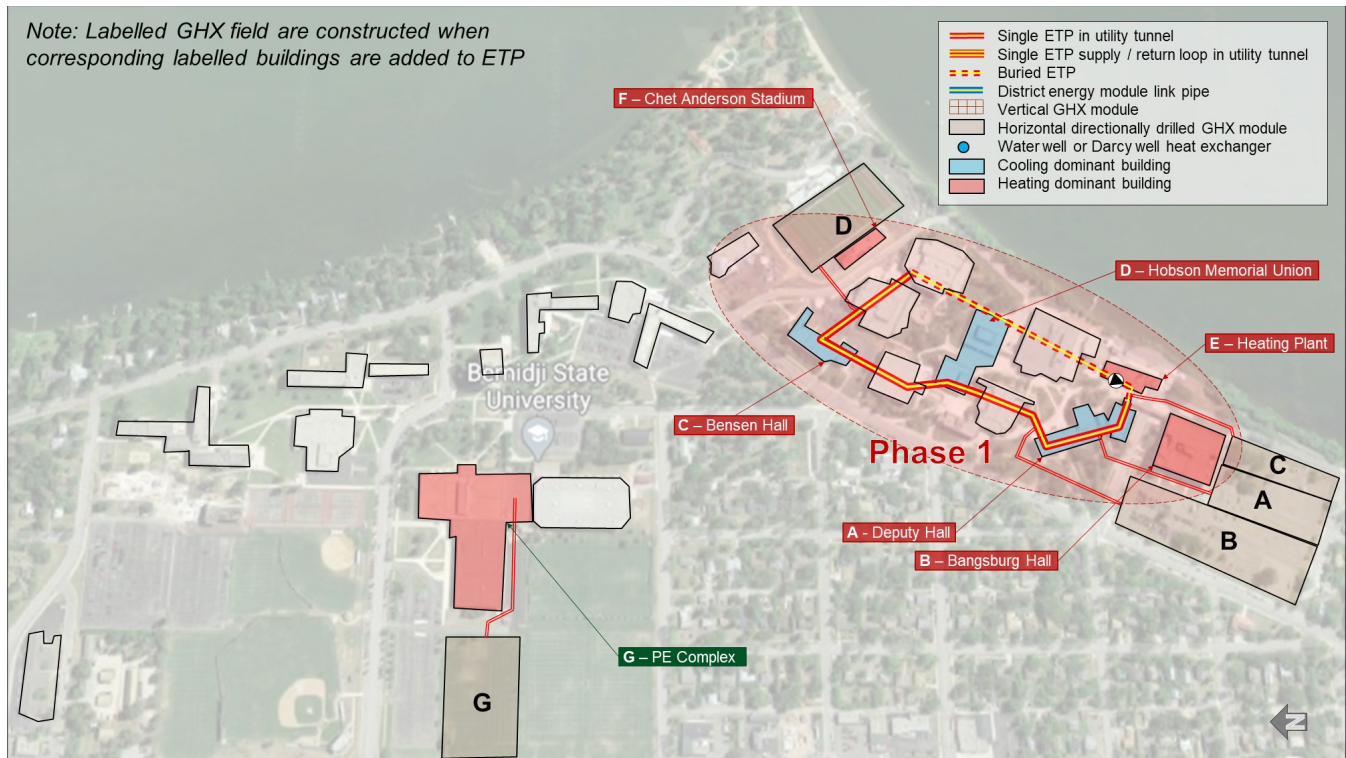 Note: Labelled GHX field are constructed when
corresponding labelled buildings are added to ETP
Single ETP in utility tunnel
Single ETP supply / return loop in utility tunnel
Buried ETP
District energy module link pipe
Vertical GHX module
Horizontal directionally drilled GHX module
Water well or Darcy well heat exchanger
Cooling dominant building
Heating dominant building
F – Chet Anderson Stadium
D
D – Hobson Memorial Union
E – Heating Plant
Bemidji State
University
C – Bensen Hall
Phase 1
C
A
B
A - Deputy Hall
B – Bangsburg Hall
G – PE Complex
G
N